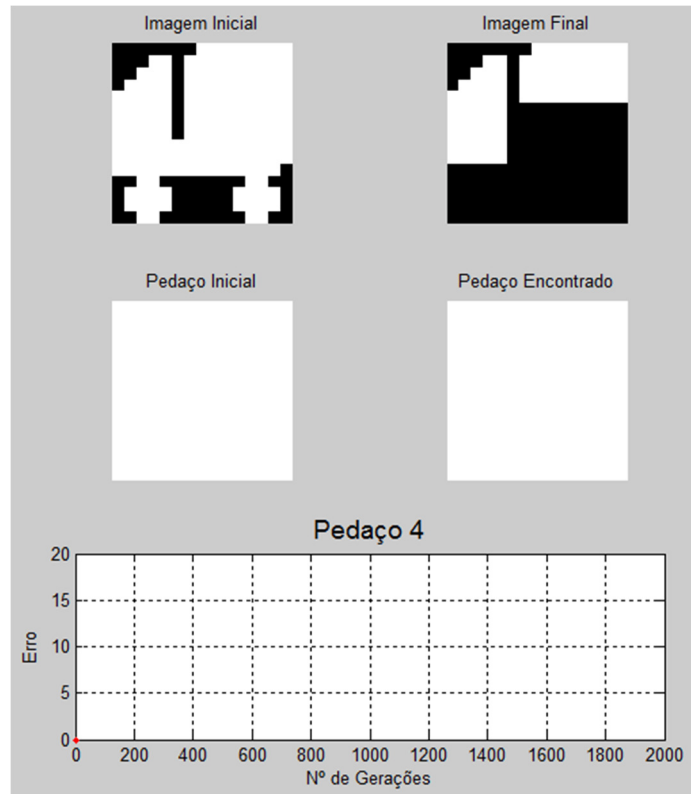 Imagem Inicial Imagem Final
Pedaço Inicial Pedaço Encontrado
Pedaço 4
20
15
10
5
0
Erro
0 200 400 600 800 1000 1200 1400 1600 1800 2000
Nº de Gerações